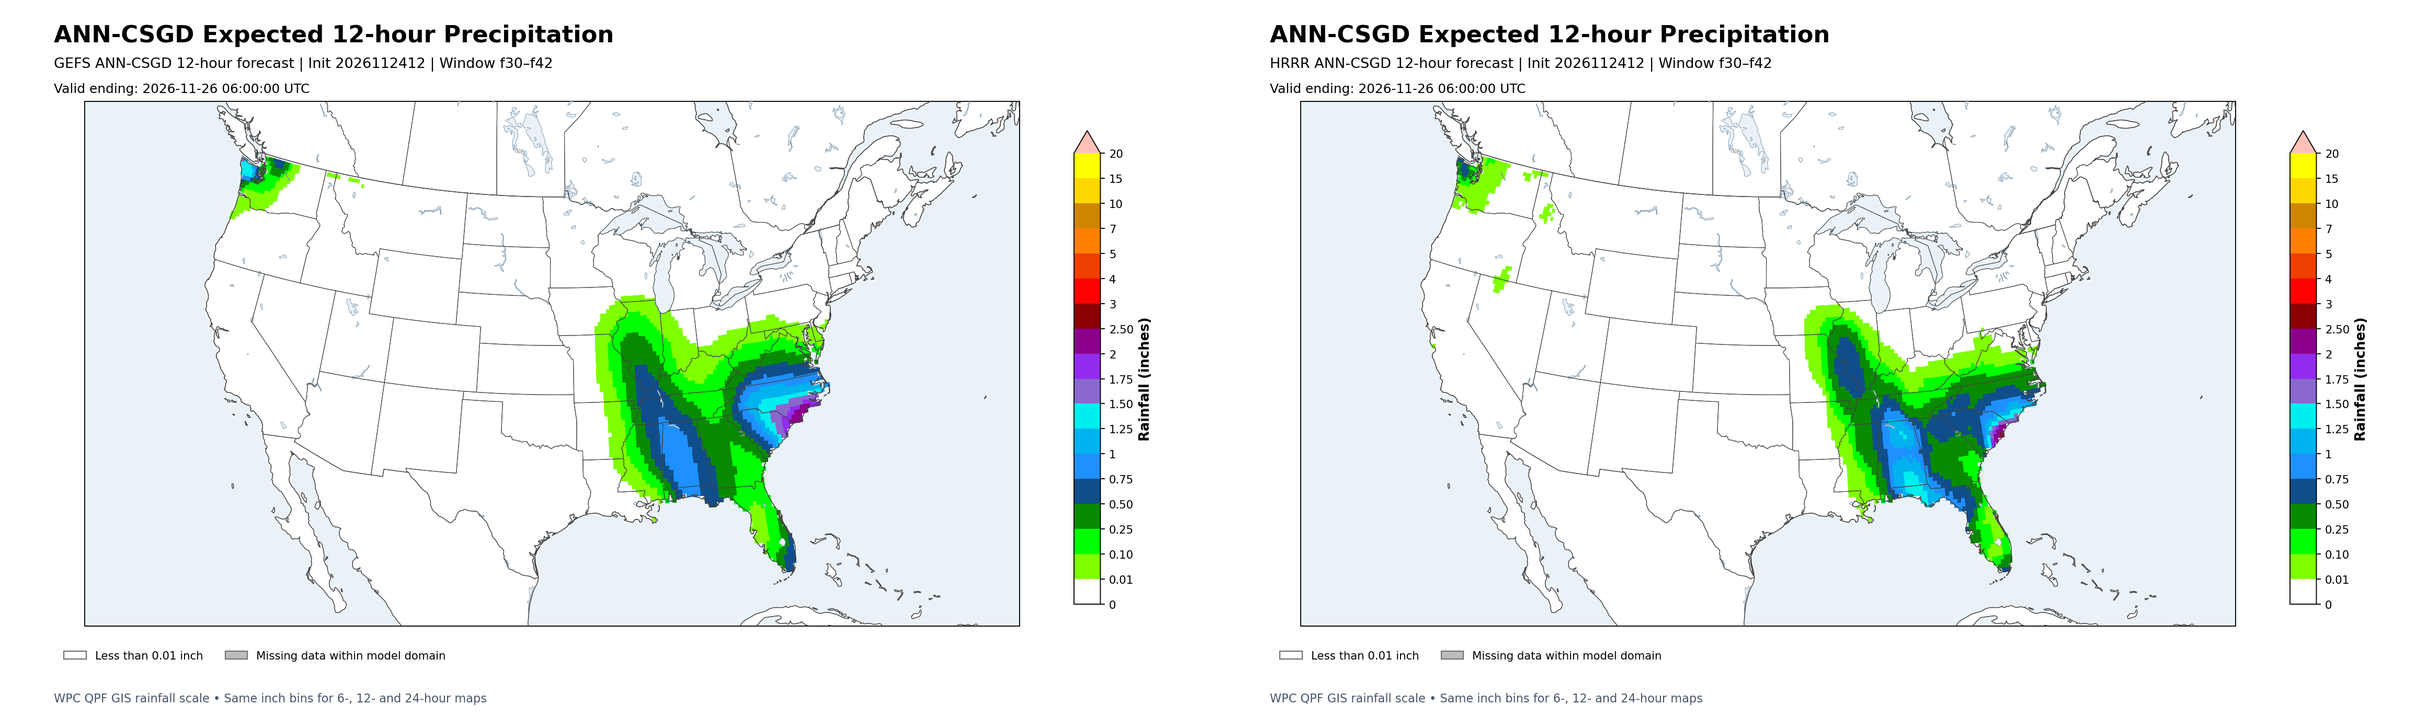 ANN-CSGD Expected 12-hour Precipitation
GEFS ANN-CSGD 12-hour forecast | Init 2026112412 | Window f30–f42
Valid ending: 2026-11-26 06:00:00 UTC
20
15
10
7
5
4
3
2.50
2
1.75
1.50
1.25
1
0.75
0.50
0.25
0.10
0.01
0
Rainfall (inches)
Less than 0.01 inch
Missing data within model domain
WPC QPF GIS rainfall scale • Same inch bins for 6-, 12- and 24-hour maps
ANN-CSGD Expected 12-hour Precipitation
HRRR ANN-CSGD 12-hour forecast | Init 2026112412 | Window f30–f42
Valid ending: 2026-11-26 06:00:00 UTC
20
15
10
7
5
4
3
2.50
2
1.75
1.50
1.25
1
0.75
0.50
0.25
0.10
0.01
0
Rainfall (inches)
Less than 0.01 inch
Missing data within model domain
WPC QPF GIS rainfall scale • Same inch bins for 6-, 12- and 24-hour maps